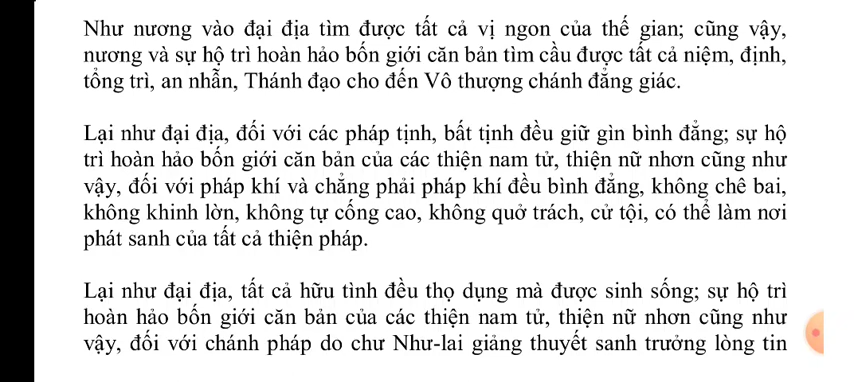 Như nương vào đại địa tìm được tất cả vị ngon của thế gian; cũng vậy,
nương và sự hộ trì hoàn hảo bốn giới căn bản tìm cầu được tất cả niệm, định,
tổng trì, an nhẫn, Thánh đạo cho đến Vô thượng chánh đẳng giác.
Lại như đại địa, đối với các pháp tịnh, bất tịnh đều giữ gìn bình đẳng; sự hộ
trì hoàn hảo bốn giới căn bản của các thiện nam tử, thiện nữ nhơn cũng như
vậy, đối với pháp khí và chẳng phải pháp khí đều bình đẳng, không chê bai,
không khinh lờn, không tự cống cao, không quở trách, cử tội, có thể làm nơi
phát sanh của tất cả thiện pháp.
Lại như đại địa, tất cả hữu tình đều thọ dụng mà được sinh sống; sự hộ trì
hoàn hảo bốn giới căn bản của các thiện nam tử, thiện nữ nhơn cũng như
vậy, đối với chánh pháp do chư Như-lai giảng thuyết sanh trưởng lòng tin